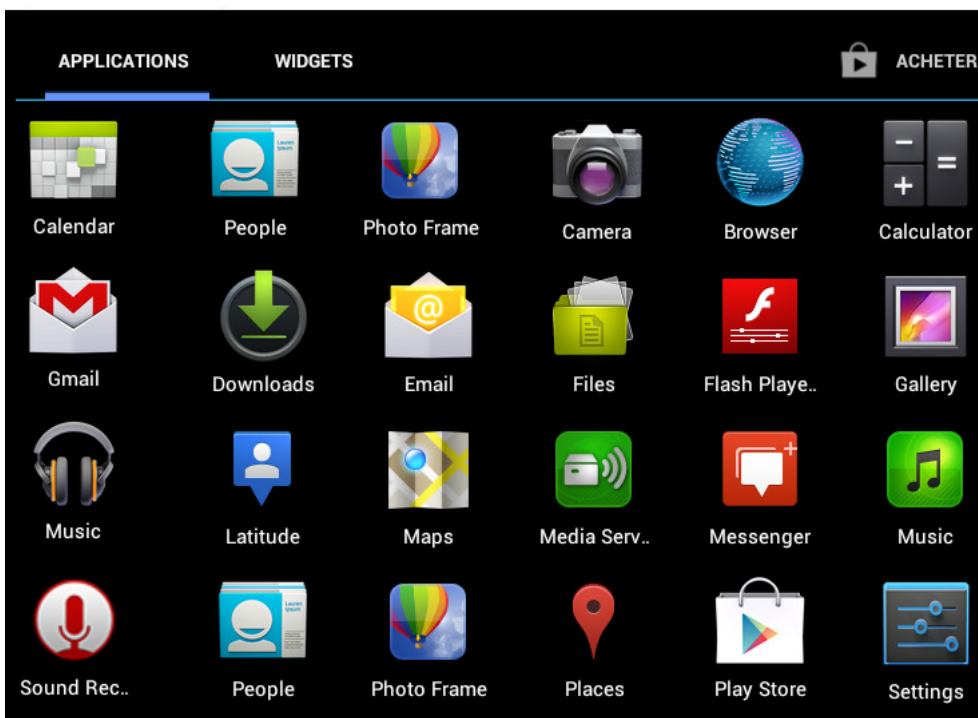 APPLICATIONS WIDGETS ACHETER
Calendar People Photo Frame Camera Browser Calculator
Gmail Downloads Email Files Flash Playe.. Gallery
Music Latitude Maps Media Serv.. Messenger Music
Sound Rec.. People Photo Frame Places Play Store Settings